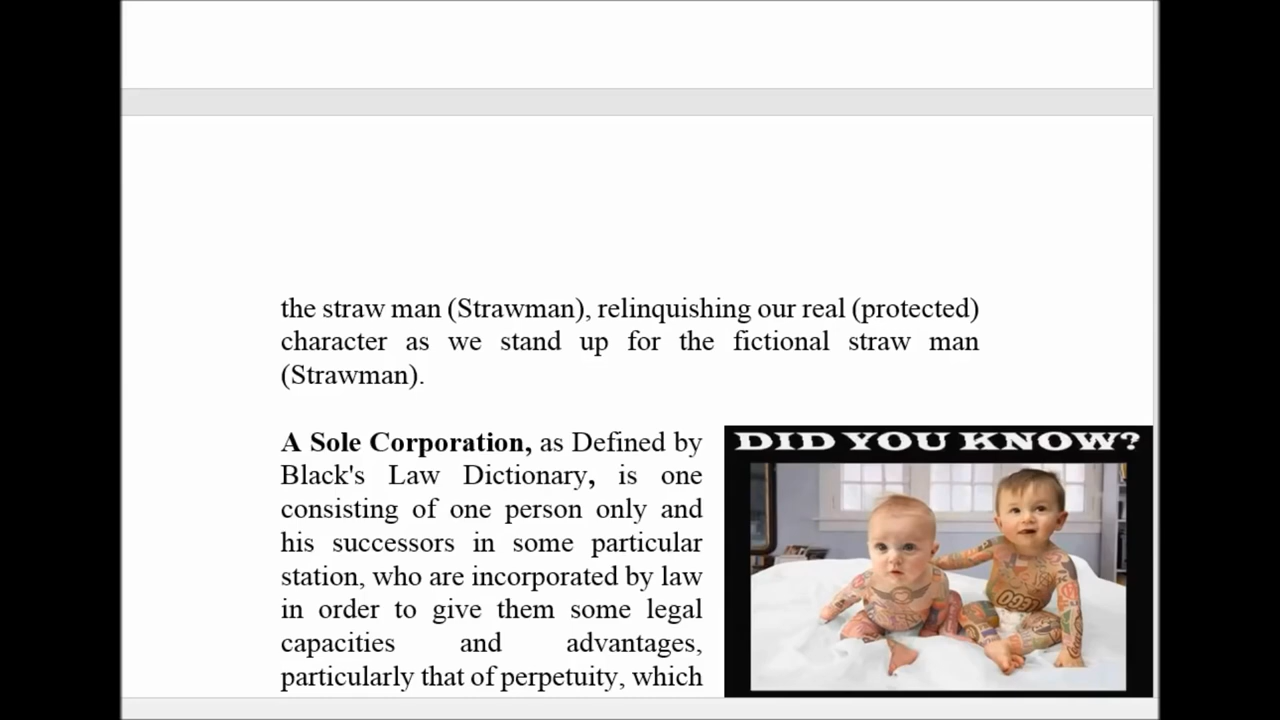 the straw man (Strawman), relinquishing our real (protected)
character as we stand up for the fictional straw man
(Strawman).
A Sole Corporation, as Defined by
Black's Law Dictionary, is one
consisting of one person only and
his successors in some particular
station, who are incorporated by law
in order to give them some legal
capacities and advantages,
particularly that of perpetuity, which
DID YOU KNOW?